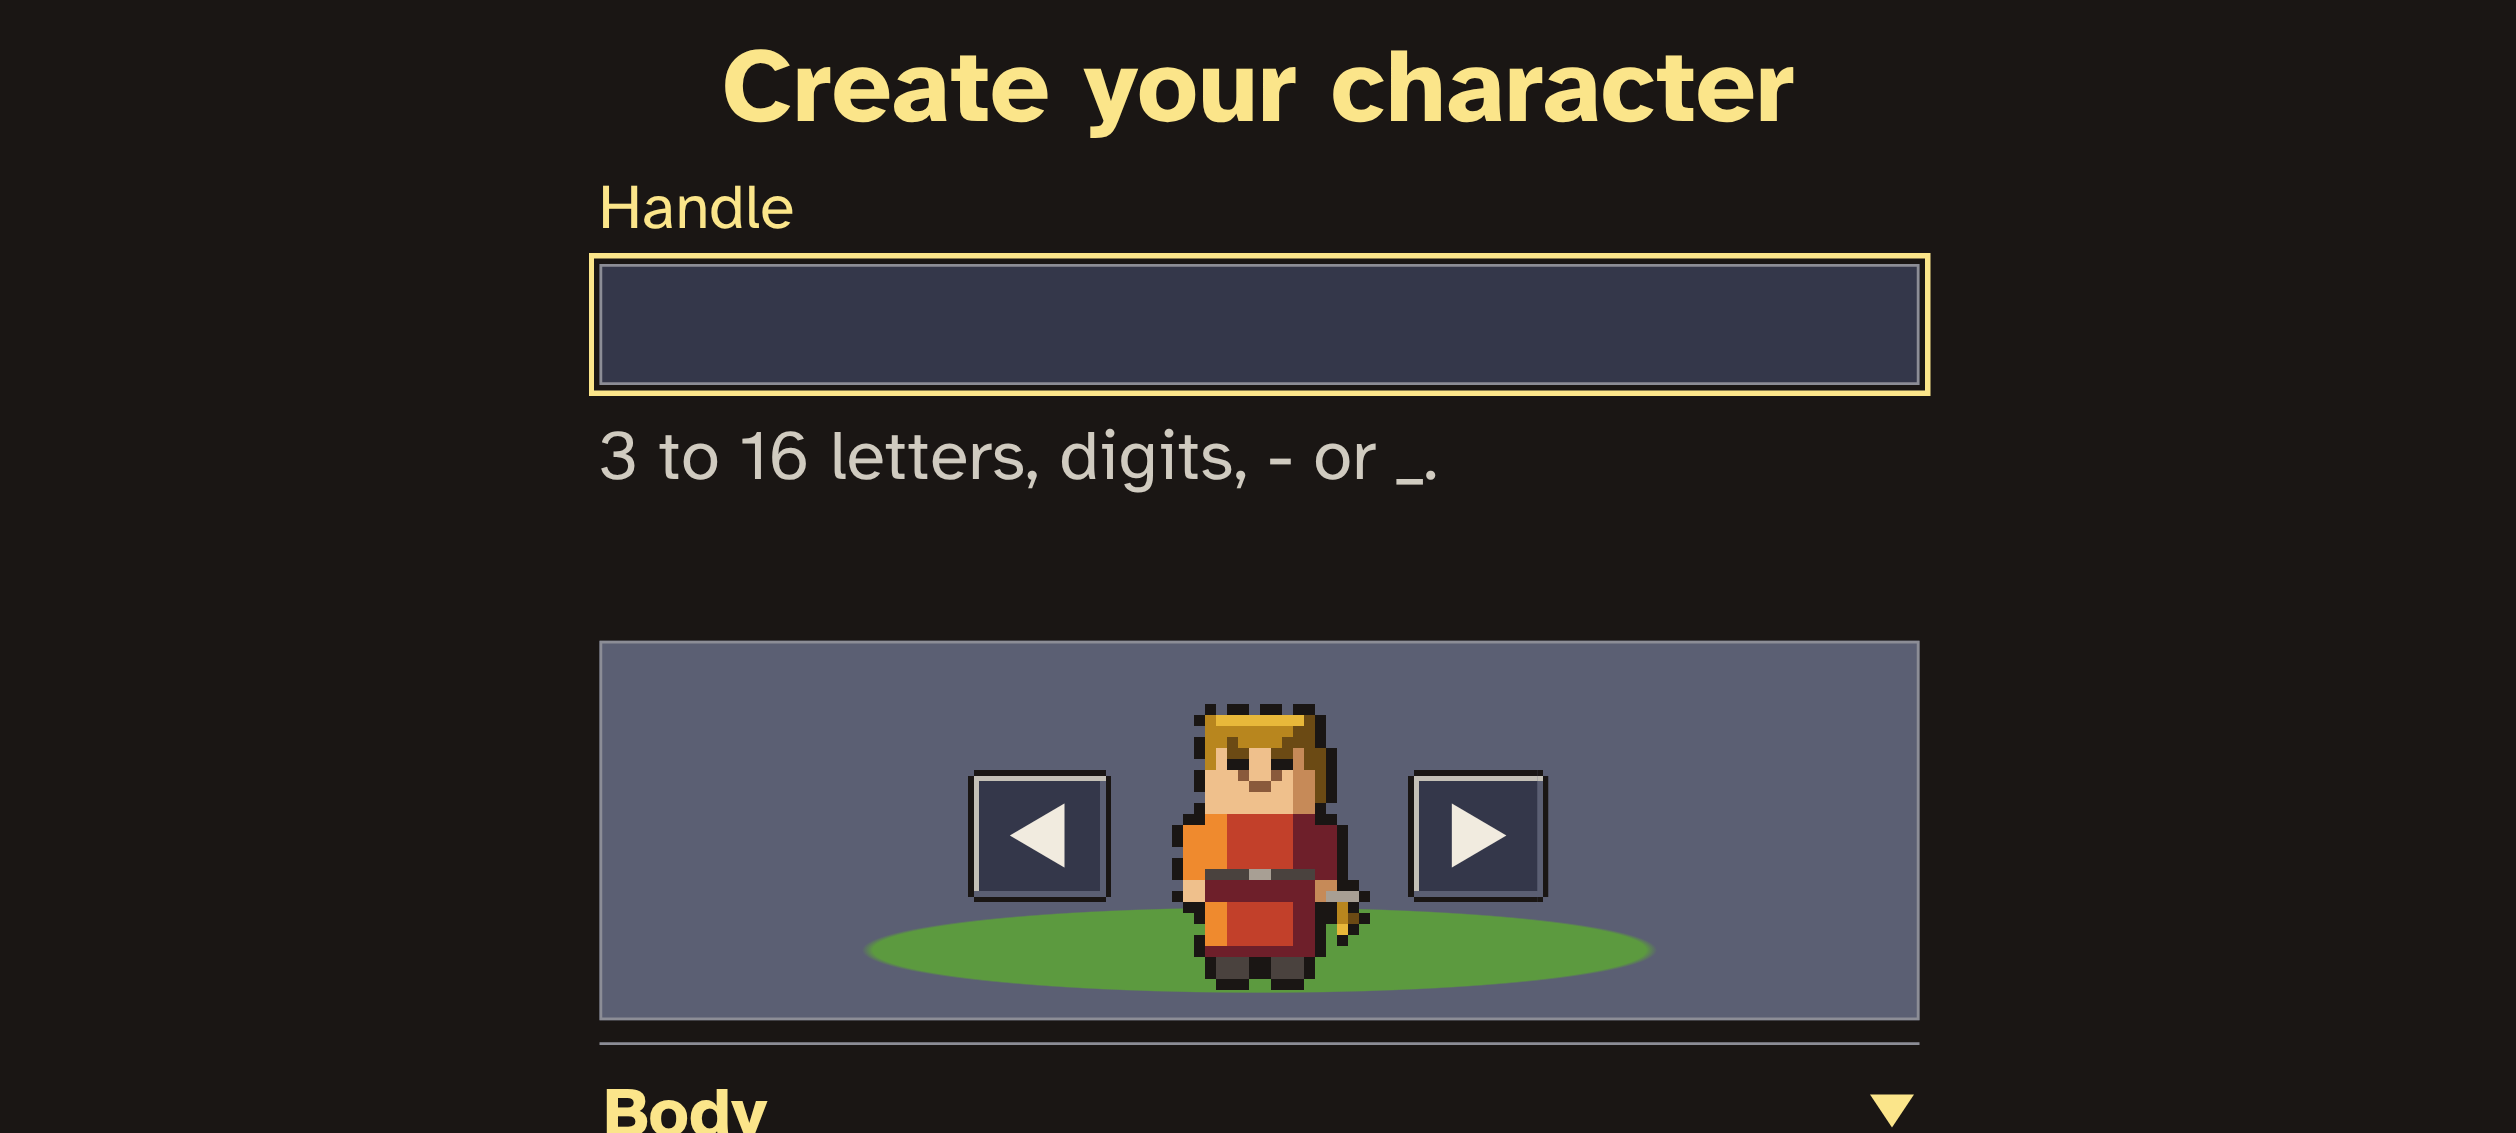 Create your character
Handle
3 to 16 letters, digits, - or _.
Body